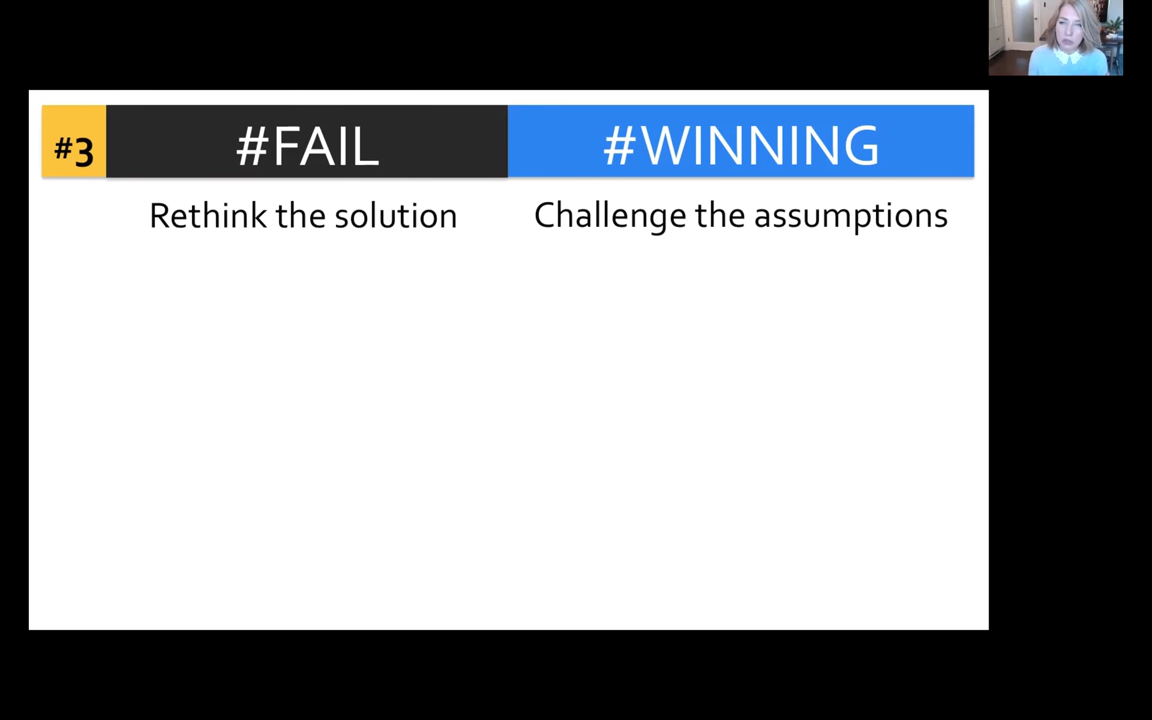 #3 #FAIL #WINNING
Rethink the solution Challenge the assumptions